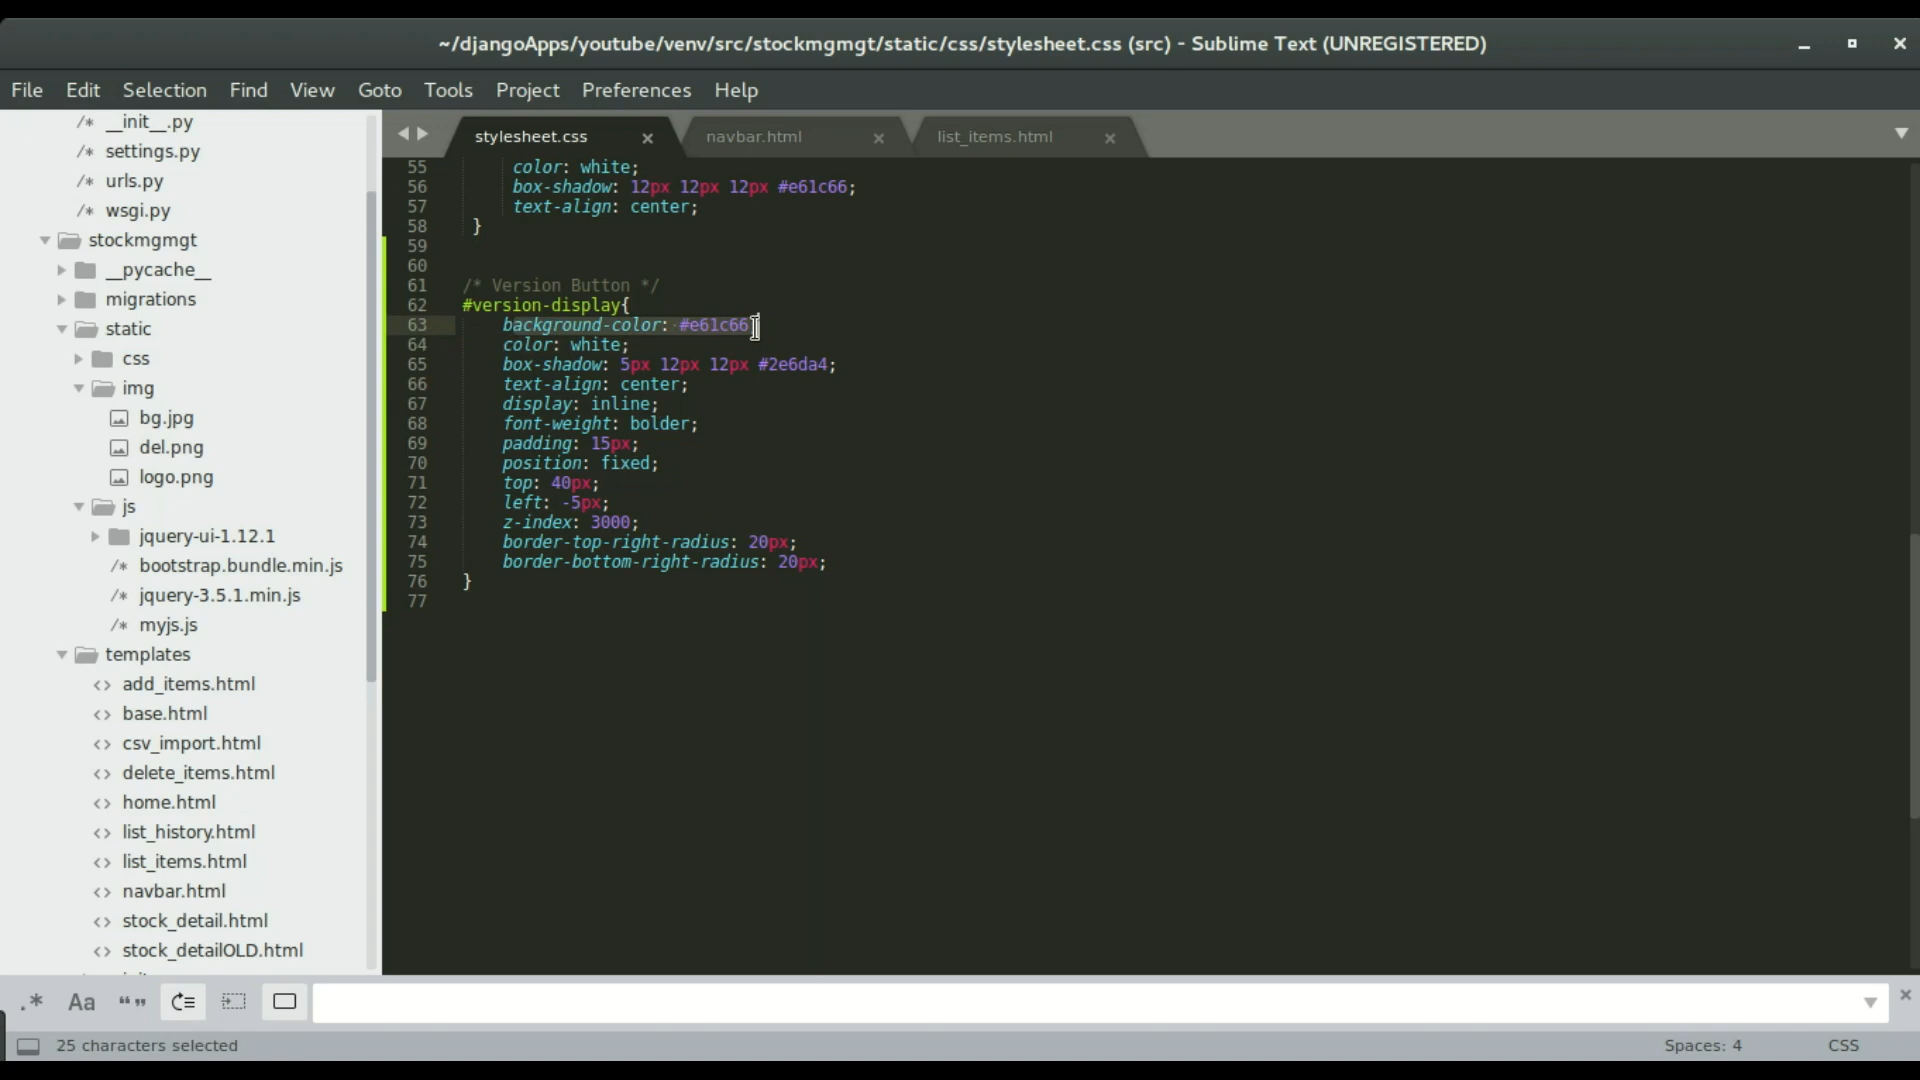 ~/djangoApps/youtube/venv/src/stockmgmgt/static/css/stylesheet.css (src) - Sublime Text (UNREGISTERED)
File Edit Selection Find View Goto Tools Project Preferences Help
/* __init__.py
/* settings.py
/* urls.py
/* wsgi.py
stockmgmgt
__pycache__
migrations
static
css
img
bg.jpg
del.png
logo.png
js
jquery-ui-1.12.1
/* bootstrap.bundle.min.js
/* jquery-3.5.1.min.js
/* myjs.js
templates
<> add_items.html
<> base.html
<> csv_import.html
<> delete_items.html
<> home.html
<> list_history.html
<> list_items.html
<> navbar.html
<> stock_detail.html
<> stock_detailOLD.html
stylesheet.css navbar.html list_items.html
55 color: white;
56 box-shadow: 12px 12px 12px #e61c66;
57 text-align: center;
58 }
59
60
61 /* Version Button */
62 #version-display{
63 background-color: #e61c66
64 color: white;
65 box-shadow: 5px 12px 12px #2e6da4;
66 text-align: center;
67 display: inline;
68 font-weight: bolder;
69 padding: 15px;
70 position: fixed;
71 top: 40px;
72 left: -5px;
73 z-index: 3000;
74 border-top-right-radius: 20px;
75 border-bottom-right-radius: 20px;
76 }
77
.* Aa “”
25 characters selected Spaces: 4 CSS